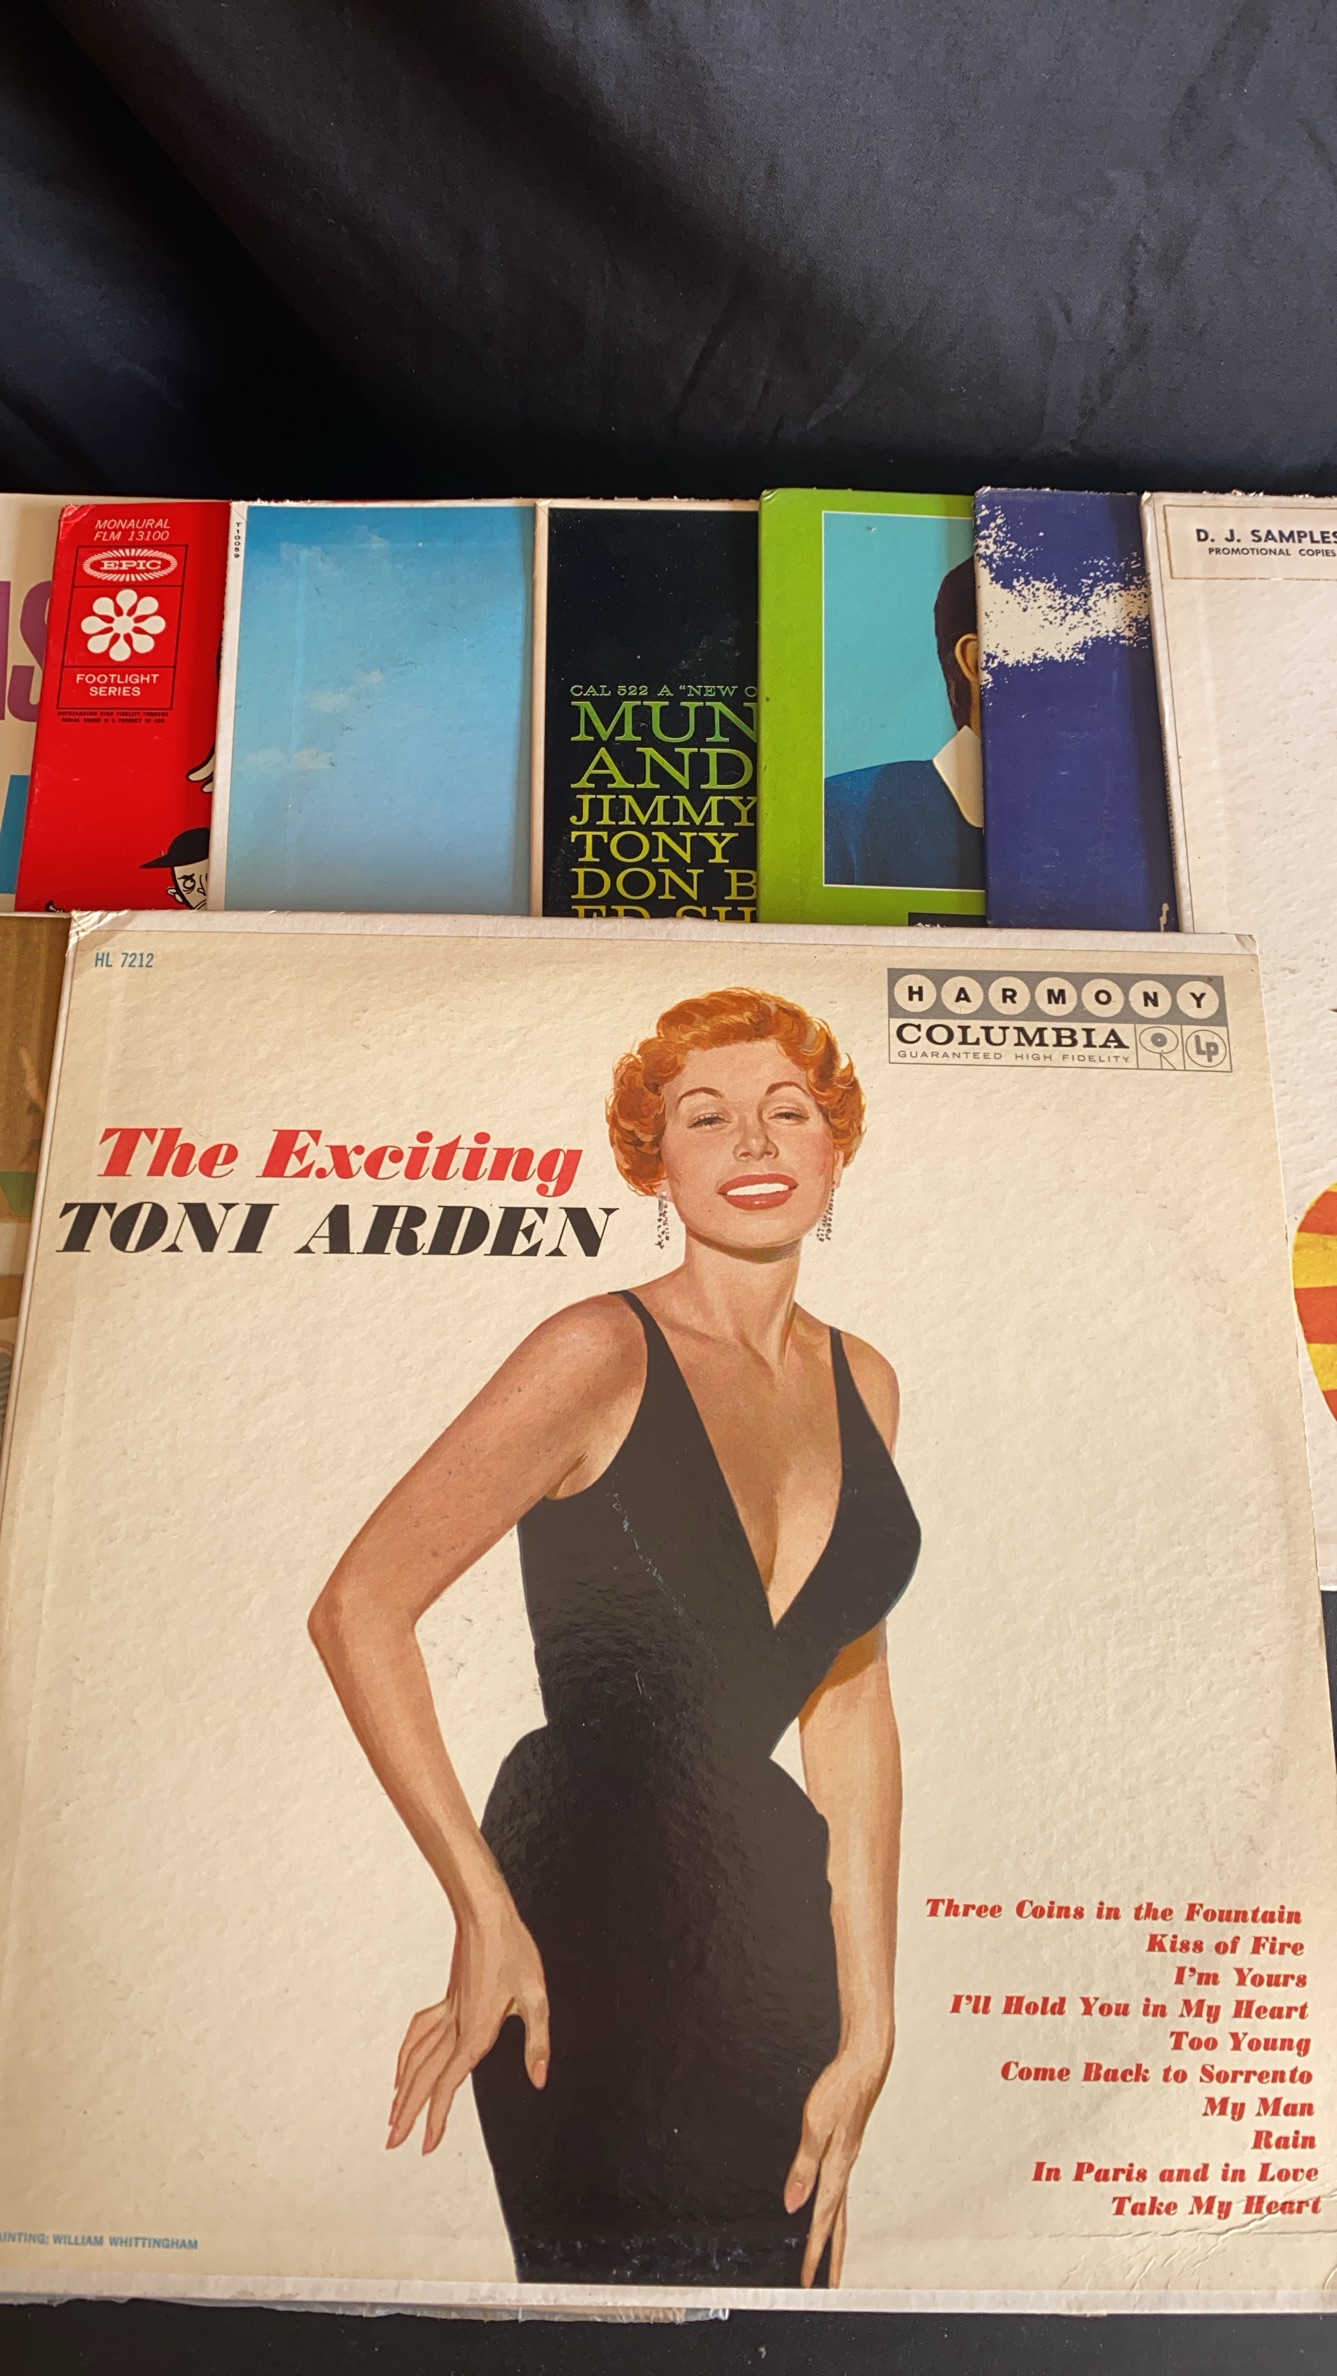 MONAURAL
FLM 13100
EPIC
FOOTLIGHT
SERIES
T10059
CAL 522 A "NEW
MUN
AND
JIMMY
TONY
DON B
D. J. SAMPLES
PROMOTIONAL COPIES
HL 7212
HARMONY
COLUMBIA
Lp
GUARANTEED HIGH FIDELITY
The Exciting
TONI ARDEN
Three Coins in the Fountain
Kiss of Fire
I'm Yours
I'll Hold You in My Heart
Too Young
Come Back to Sorrento
My Man
Rain
In Paris and in Love
Take My Heart
AINTING: WILLIAM WHITTINGHAM